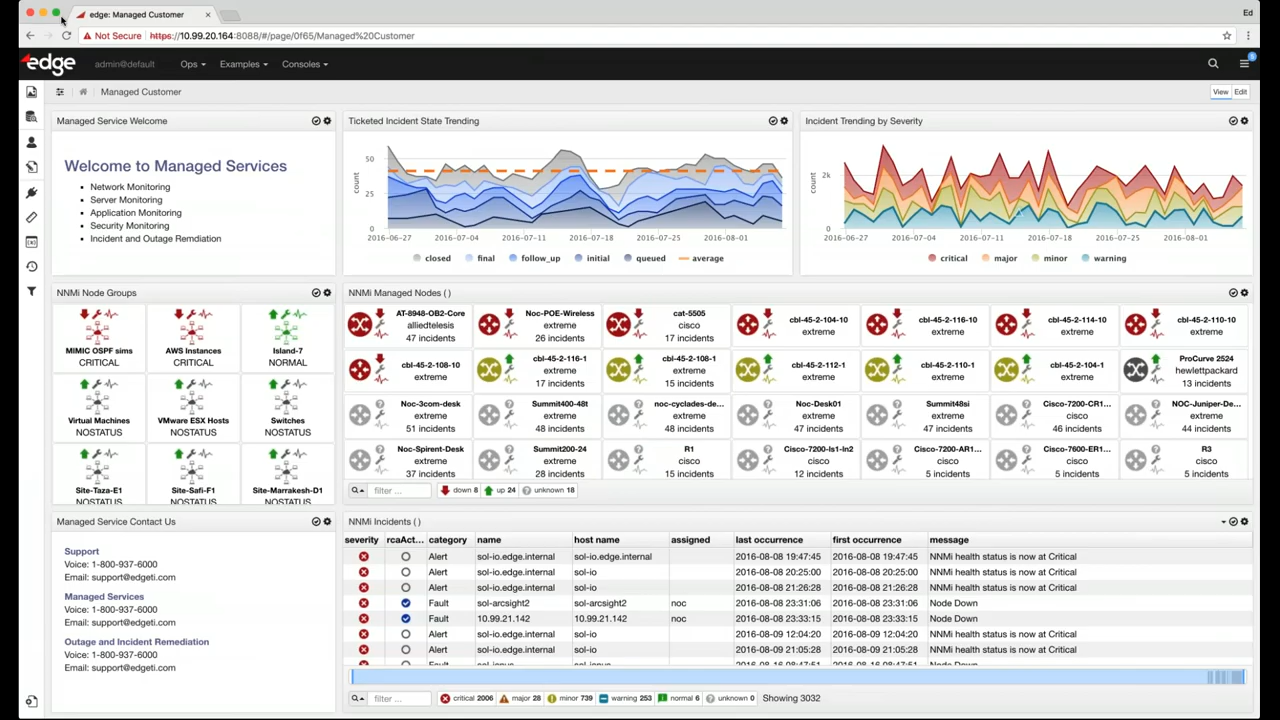 edge: Managed Customer
Ed
Not Secure https://10.99.20.164:8088/#/page/0f65/Managed%20Customer
edge admin@default Ops Examples Consoles
Managed Customer
View Edit
Managed Service Welcome
Welcome to Managed Services
Network Monitoring
Server Monitoring
Application Monitoring
Security Monitoring
Incident and Outage Remdiation
Ticketed Incident State Trending
count
50
25
0
2016-06-27 2016-07-04 2016-07-11 2016-07-18 2016-07-25 2016-08-01
closed final follow_up initial queued average
Incident Trending by Severity
count
2k
0
2016-06-27 2016-07-04 2016-07-11 2016-07-18 2016-07-25 2016-08-01
critical major minor warning
NNMi Node Groups
MIMIC OSPF sims AWS Instances Island-7
CRITICAL CRITICAL NORMAL
Virtual Machines VMware ESX Hosts Switches
NOSTATUS NOSTATUS NOSTATUS
Site-Taza-E1 Site-Safi-F1 Site-Marrakesh-D1
NOSTATUS NOSTATUS NOSTATUS
NNMi Managed Nodes ( )
AT-8948-OB2-Core
alliedtelesis
47 incidents
Noc-POE-Wireless
extreme
26 incidents
cat-5505
cisco
17 incidents
cbl-45-2-104-10
extreme
cbl-45-2-116-10
extreme
cbl-45-2-114-10
extreme
cbl-45-2-110-10
extreme
cbl-45-2-108-10
extreme
cbl-45-2-116-1
extreme
17 incidents
cbl-45-2-108-1
extreme
15 incidents
cbl-45-2-112-1
extreme
cbl-45-2-110-1
extreme
cbl-45-2-104-1
extreme
ProCurve 2524
hewlettpackard
13 incidents
Noc-3com-desk
extreme
51 incidents
Summit400-48t
extreme
48 incidents
noc-cyclades-de...
extreme
48 incidents
Noc-Desk01
extreme
47 incidents
Summit48si
extreme
47 incidents
Cisco-7200-CR1...
cisco
46 incidents
NOC-Juniper-De...
extreme
44 incidents
Noc-Spirent-Desk
extreme
37 incidents
Summit200-24
extreme
28 incidents
R1
cisco
15 incidents
Cisco-7200-Is1-In2
cisco
12 incidents
Cisco-7200-AR1...
cisco
5 incidents
Cisco-7600-ER1...
cisco
5 incidents
R3
cisco
5 incidents
filter ... down 8 up 24 unknown 18
Managed Service Contact Us
Support
Voice: 1-800-937-6000
Email: support@edgeti.com
Managed Services
Voice: 1-800-937-6000
Email: support@edgeti.com
Outage and Incident Remediation
Voice: 1-800-937-6000
Email: support@edgeti.com
NNMi Incidents ( )
severity rcaAct... category name host name assigned last occurrence first occurrence message
Alert sol-io.edge.internal sol-io.edge.internal 2016-08-08 19:47:45 2016-08-08 19:47:45 NNMi health status is now at Critical
Alert sol-io.edge.internal sol-io 2016-08-08 20:25:00 2016-08-08 20:25:00 NNMi health status is now at Critical
Alert sol-io.edge.internal sol-io 2016-08-08 21:26:28 2016-08-08 21:26:28 NNMi health status is now at Critical
Fault sol-arcsight2 sol-arcsight2 noc 2016-08-08 23:31:06 2016-08-08 23:31:06 Node Down
Fault 10.99.21.142 10.99.21.142 noc 2016-08-08 23:33:15 2016-08-08 23:33:15 Node Down
Alert sol-io.edge.internal sol-io 2016-08-09 12:04:20 2016-08-09 12:04:20 NNMi health status is now at Critical
Alert sol-io.edge.internal sol-io 2016-08-09 21:05:28 2016-08-09 21:05:28 NNMi health status is now at Critical
filter ... critical 2006 major 28 minor 739 warning 253 normal 6 unknown 0 Showing 3032